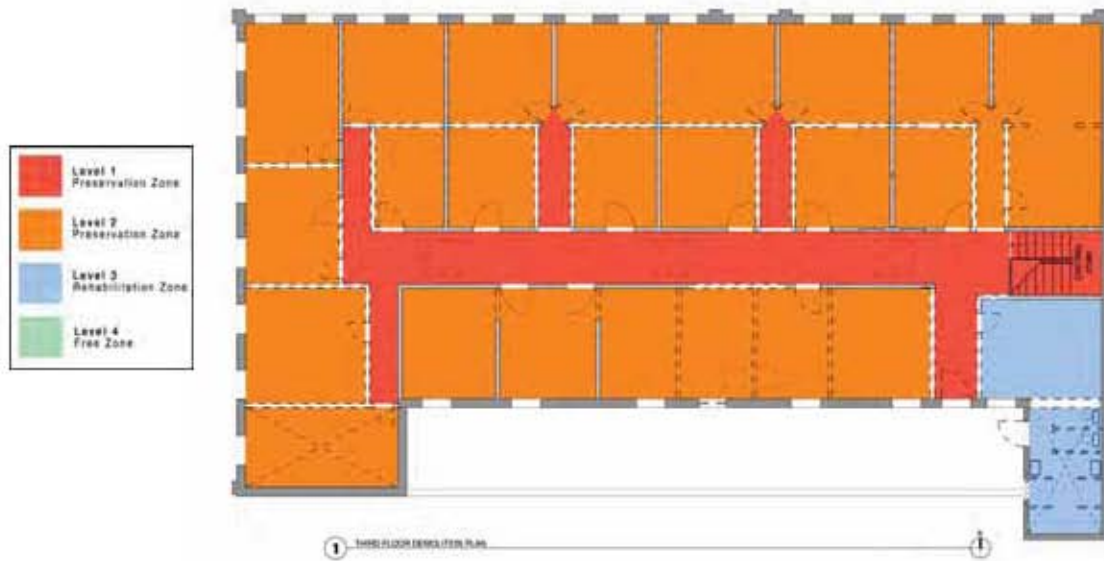 Level 1
Preservation Zone
Level 2
Preservation Zone
Level 3
Rehabilitation Zone
Level 4
Free Zone
1 THIRD FLOOR DEMOLITION PLAN